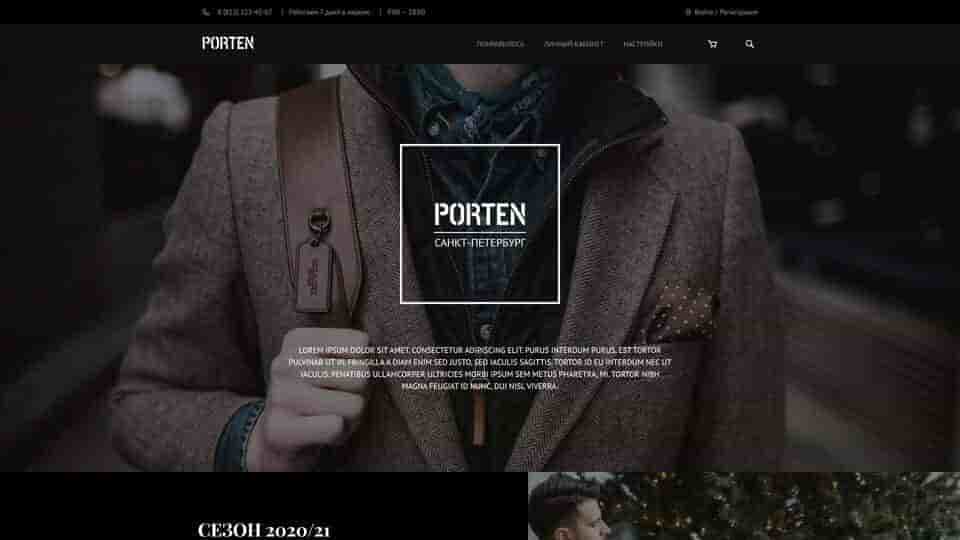 8 (812) 123-45-67 | Работаем 7 дней в неделю | 9:00 – 18:00
Войти / Регистрация
PORTEN
ПОНРАВИЛОСЬ ЛИЧНЫЙ КАБИНЕТ НАСТРОЙКИ
PORTEN
САНКТ-ПЕТЕРБУРГ
LOREM IPSUM DOLOR SIT AMET, CONSECTETUR ADIPISCING ELIT. PURUS INTERDUM PURUS, EST TORTOR
PULVINAR UT IN. FRINGILLA A DIAM ENIM SED JUSTO, SED IACULIS SAGITTIS. TORTOR ID EU INTERDUM NEC UT
IACULIS. PENATIBUS ULLAMCORPER ULTRICIES MORBI IPSUM SEM METUS PHARETRA, MI. TORTOR NIBH
MAGNA FEUGIAT ID NUNC, DUI NISL VIVERRA.
СЕЗОН 2020/21